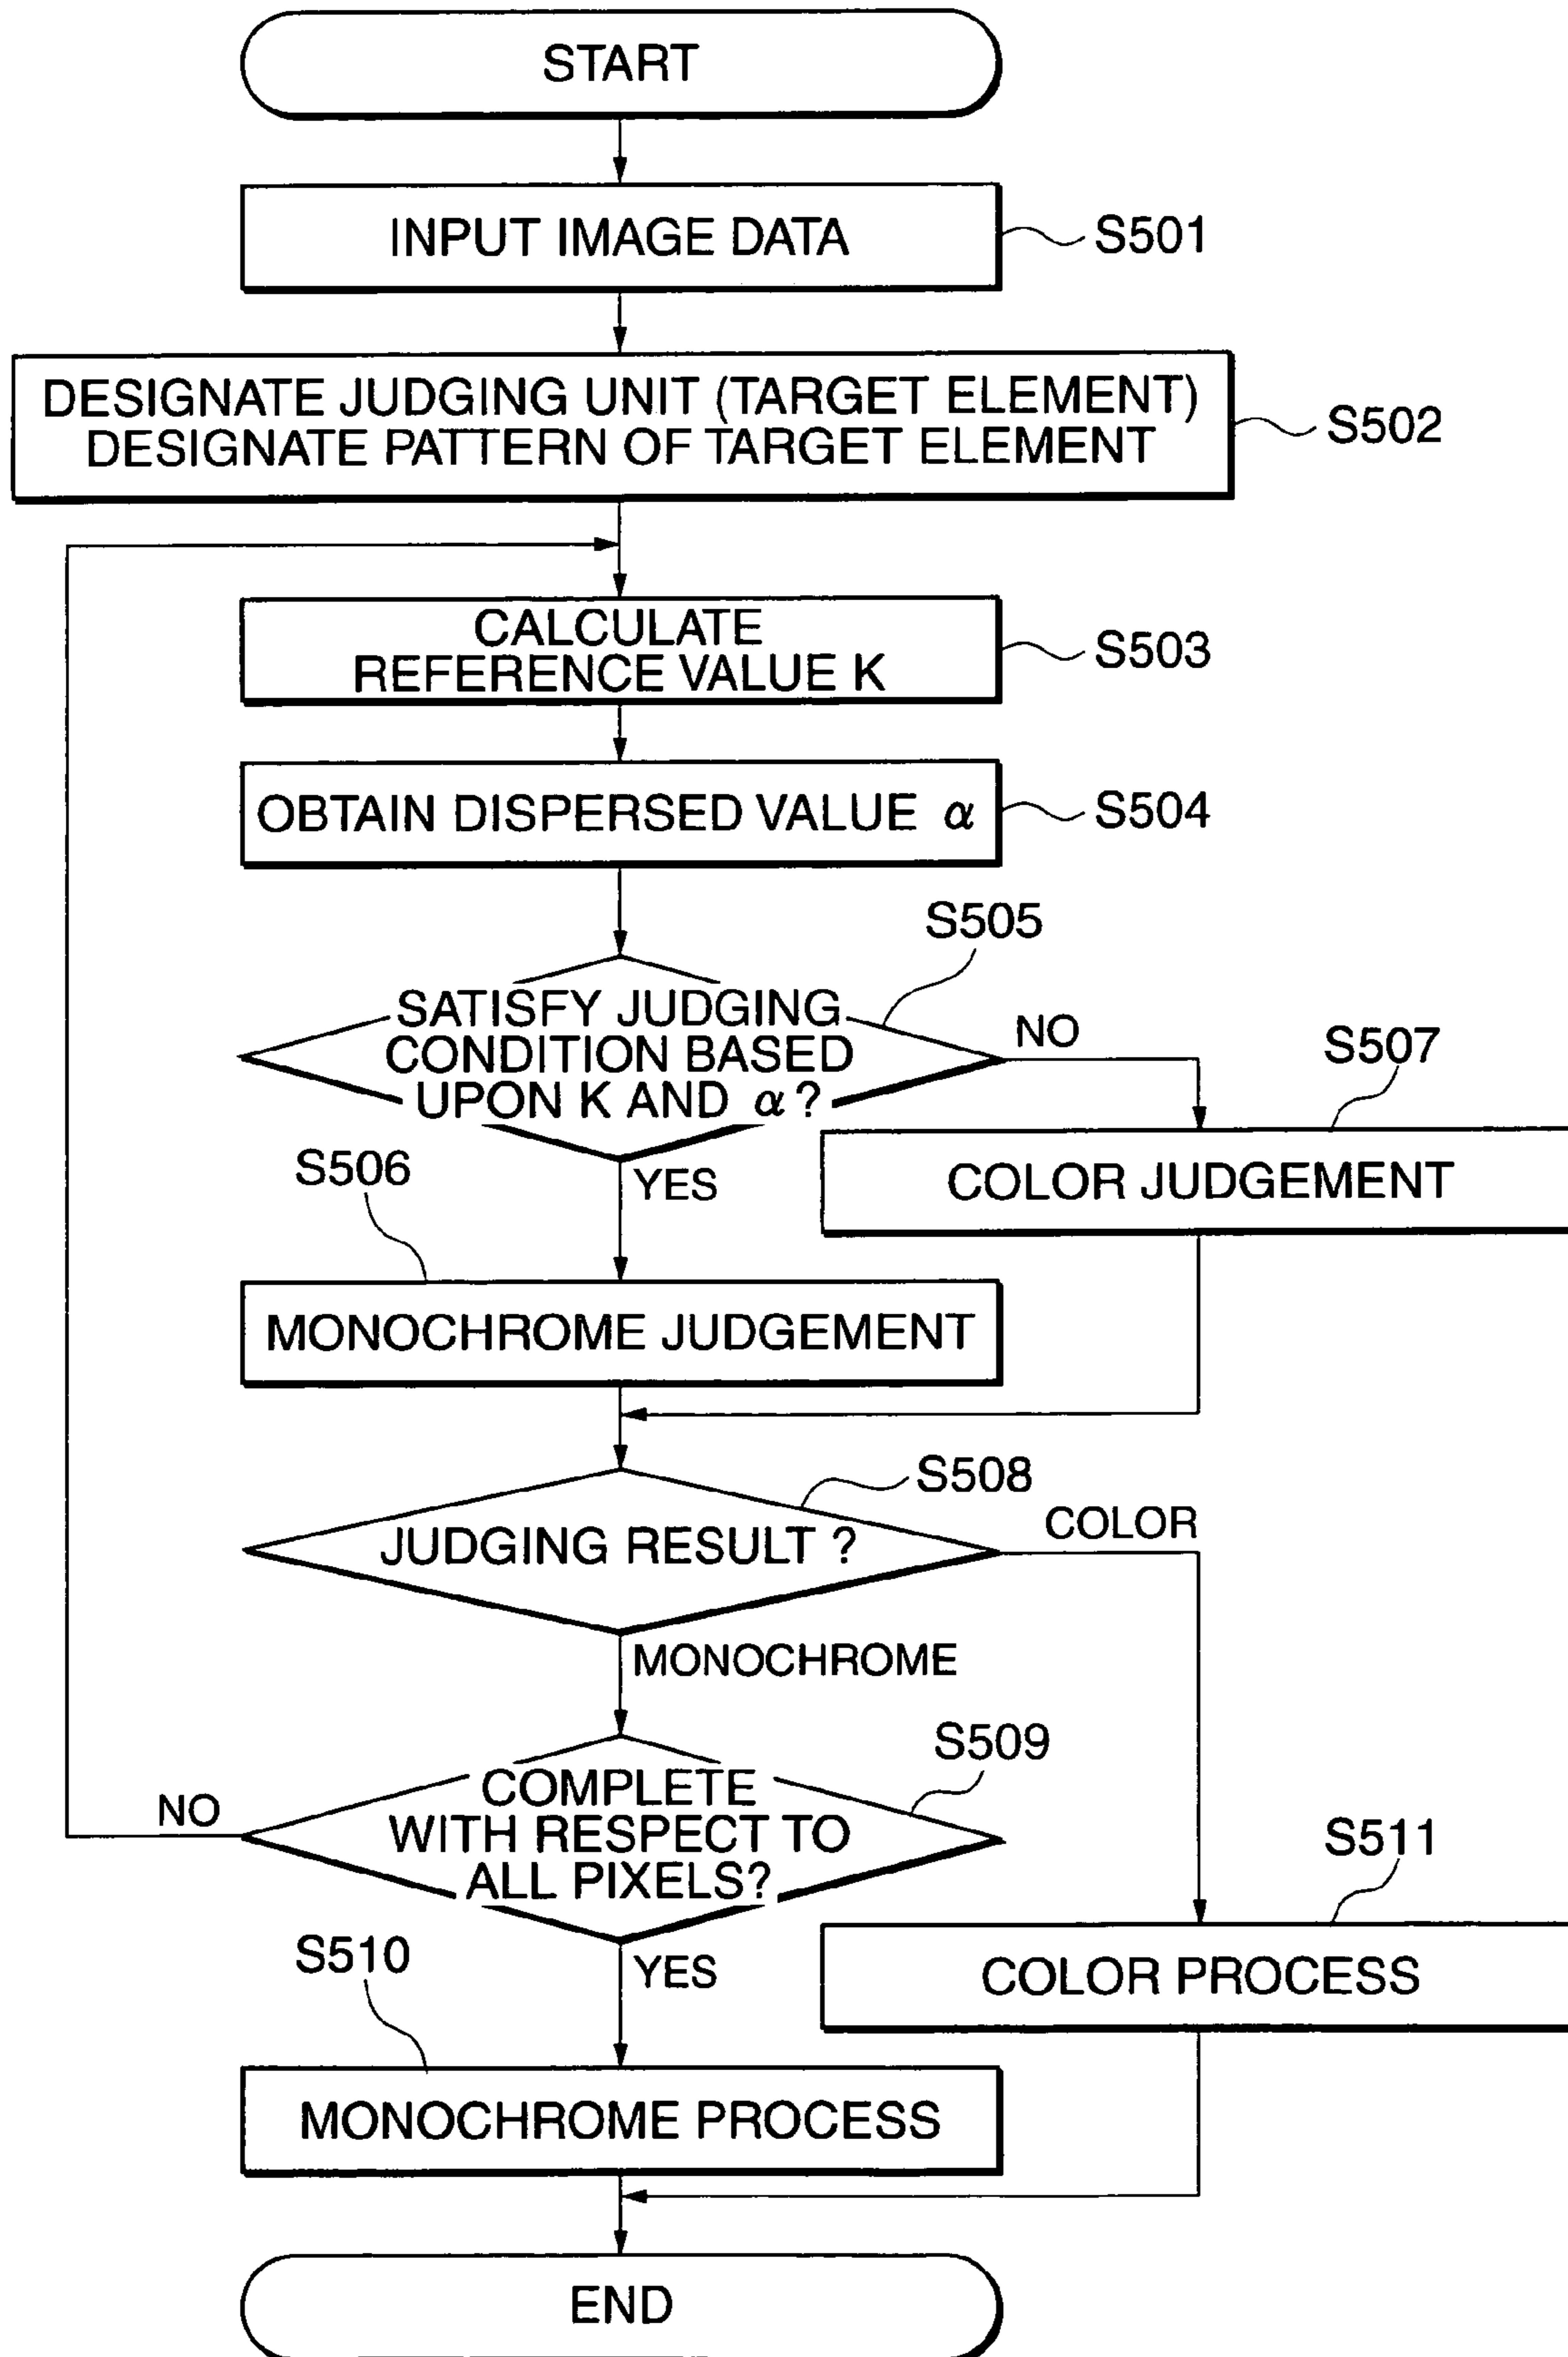 START
INPUT IMAGE DATA
S501
DESIGNATE JUDGING UNIT (TARGET ELEMENT)
DESIGNATE PATTERN OF TARGET ELEMENT
S502
CALCULATE
REFERENCE VALUE K
S503
OBTAIN DISPERSED VALUE α
S504
S505
SATISFY JUDGING
CONDITION BASED
UPON K AND α ?
NO
S507
COLOR JUDGEMENT
YES
S506
MONOCHROME JUDGEMENT
S508
JUDGING RESULT ?
COLOR
MONOCHROME
S509
COMPLETE
WITH RESPECT TO
ALL PIXELS?
NO
S511
COLOR PROCESS
YES
S510
MONOCHROME PROCESS
END